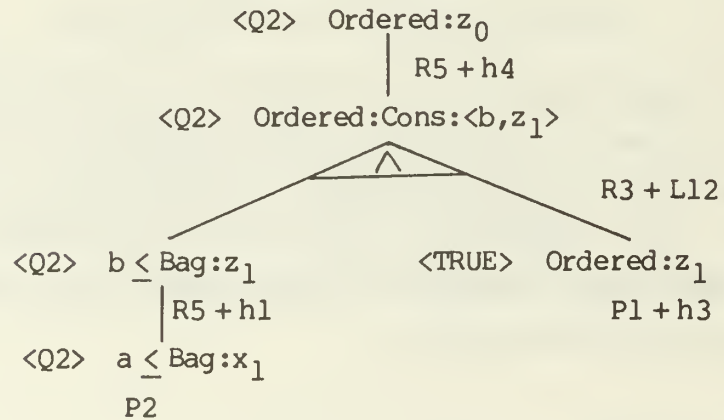 <Q2> Ordered:z0
R5 + h4
<Q2> Ordered:Cons:<b,z1>
∧
R3 + L12
<Q2> b ≤ Bag:z1 <TRUE> Ordered:z1
R5 + h1 P1 + h3
<Q2> a ≤ Bag:x1
P2